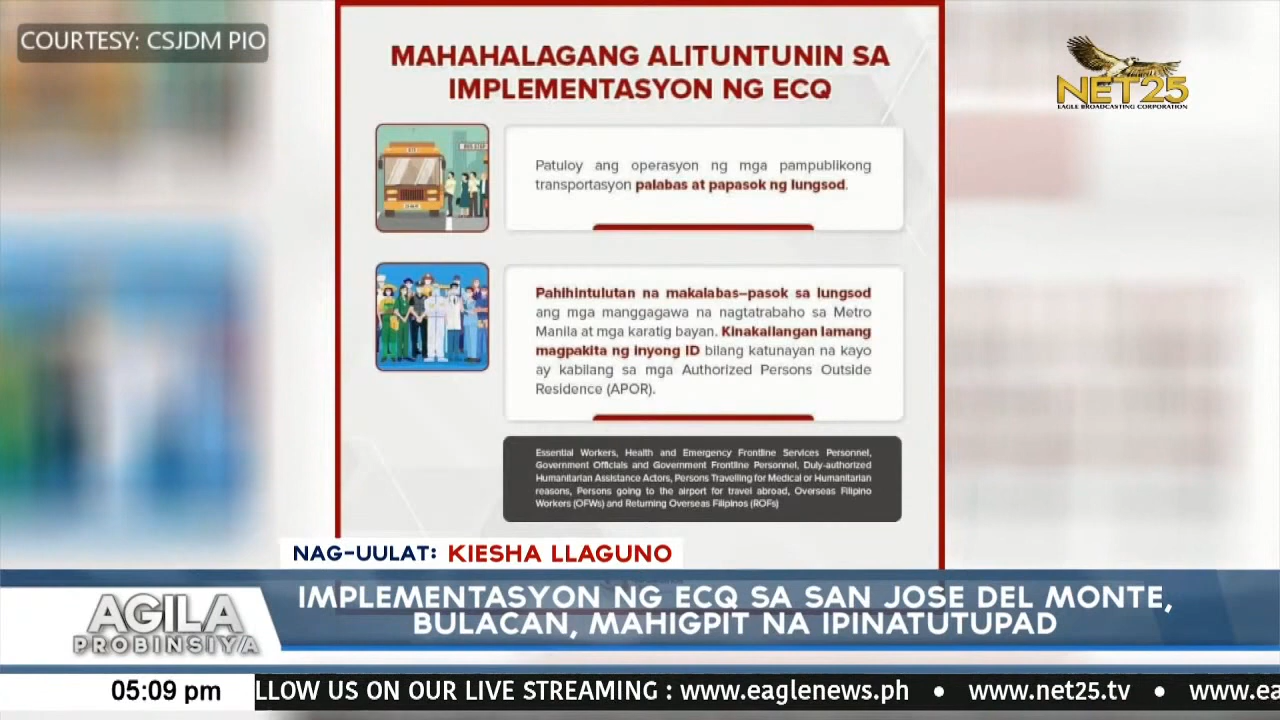 COURTESY: CSJDM PIO
NET25
EAGLE BROADCASTING CORPORATION
MAHAHALAGANG ALITUNTUNIN SA
IMPLEMENTASYON NG ECQ
Patuloy ang operasyon ng mga pampublikong
transportasyon palabas at papasok ng lungsod.
Pahihintulutan na makalabas–pasok sa lungsod
ang mga manggagawa na nagtatrabaho sa Metro
Manila at mga karatig bayan. Kinakailangan lamang
magpakita ng inyong ID bilang katunayan na kayo
ay kabilang sa mga Authorized Persons Outside
Residence (APOR).
Essential Workers, Health and Emergency Frontline Services Personnel,
Government Officials and Government Frontline Personnel, Duly-authorized
Humanitarian Assistance Actors, Persons Travelling for Medical or Humanitarian
reasons, Persons going to the airport for travel abroad, Overseas Filipino
Workers (OFWs) and Returning Overseas Filipinos (ROFs)
NAG-UULAT: KIESHA LLAGUNO
AGILA
PROBINSIYA
IMPLEMENTASYON NG ECQ SA SAN JOSE DEL MONTE,
BULACAN, MAHIGPIT NA IPINATUTUPAD
05:09 pm
LLOW US ON OUR LIVE STREAMING : www.eaglenews.ph • www.net25.tv • www.ea